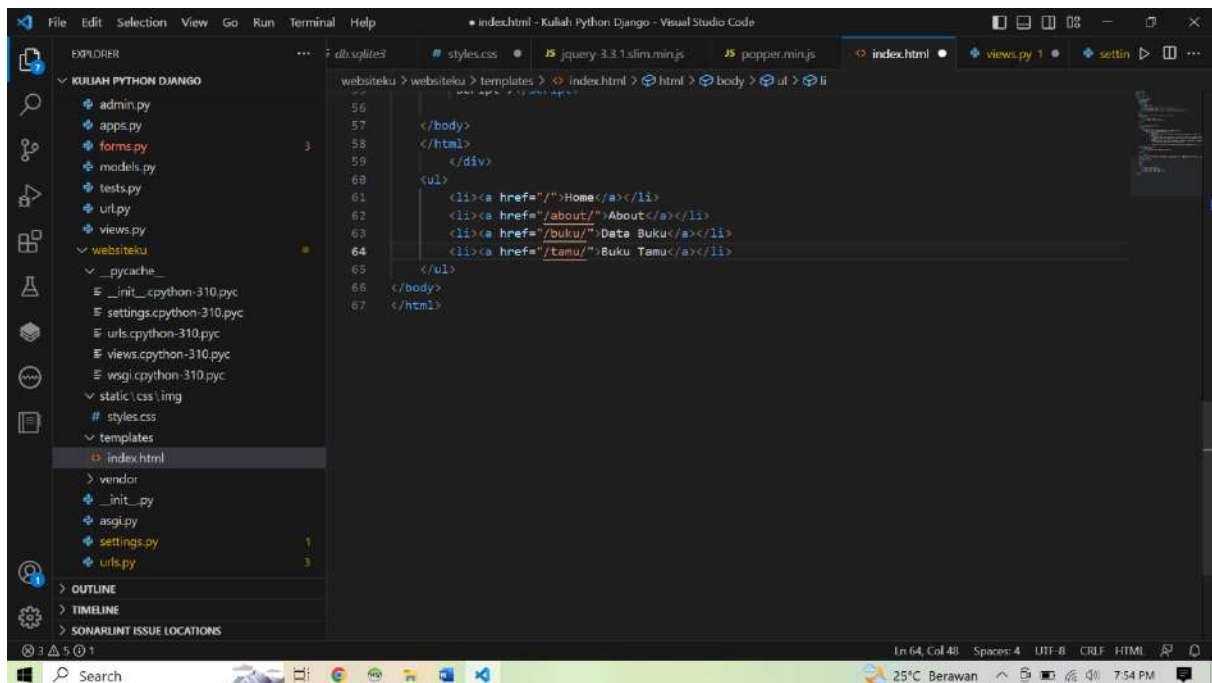 File Edit Selection View Go Run Terminal Help
• index.html - Kuliah Python Django - Visual Studio Code
EXPLORER
db.sqlite3 # styles.css JS jquery-3.3.1.slim.min.js JS popper.min.js index.html views.py 1 settin
KULIAH PYTHON DJANGO
websiteku > websiteku > templates > index.html > html > body > ul > li
admin.py
apps.py
forms.py 3
models.py
tests.py
url.py
views.py
websiteku
__pycache__
__init__.cpython-310.pyc
settings.cpython-310.pyc
urls.cpython-310.pyc
views.cpython-310.pyc
wsgi.cpython-310.pyc
static\css\img
# styles.css
templates
index.html
vendor
__init__.py
asgi.py
settings.py 1
urls.py 3
OUTLINE
TIMELINE
SONARLINT ISSUE LOCATIONS
56
57 </body>
58 </html>
59 </div>
60 <ul>
61 <li><a href="/">Home</a></li>
62 <li><a href="/about/">About</a></li>
63 <li><a href="/buku/">Data Buku</a></li>
64 <li><a href="/tamu/">Buku Tamu</a></li>
65 </ul>
66 </body>
67 </html>
3 5 1
Ln 64, Col 48 Spaces: 4 UTF-8 CRLF HTML
Search
25°C Berawan 7:54 PM